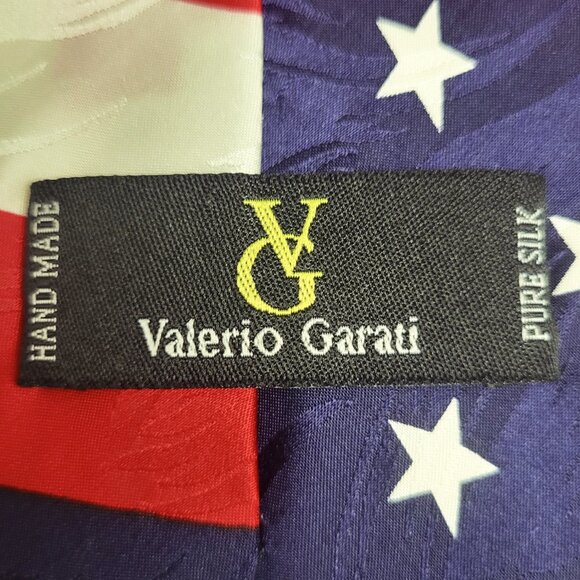 HAND MADE
VG
Valerio Garati
PURE SILK